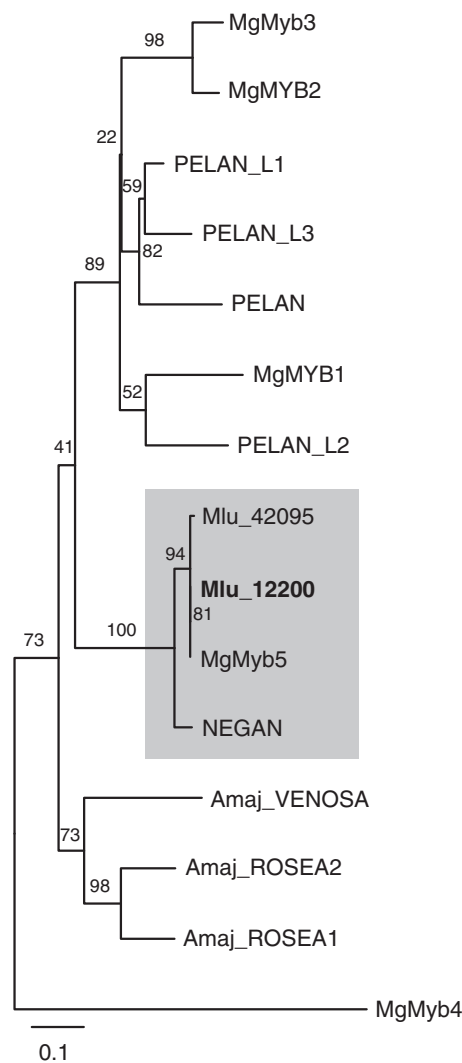 MgMyb3
98
MgMYB2
22
PELAN_L1
59
PELAN_L3
82
89
PELAN
MgMYB1
52
PELAN_L2
41
Mlu_42095
94
Mlu_12200
81
100
73
MgMyb5
NEGAN
Amaj_VENOSA
73
Amaj_ROSEA2
98
Amaj_ROSEA1
MgMyb4
0.1